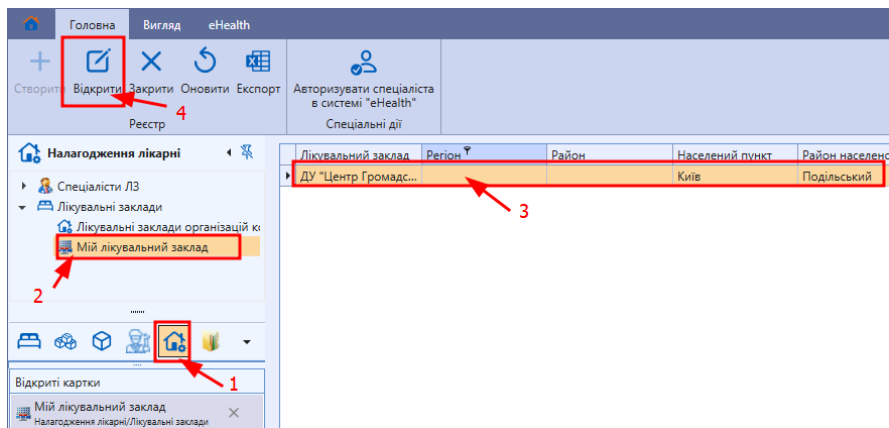 Головна Вигляд eHealth
Створити Відкрити Закрити Оновити Експорт
Авторизувати спеціаліста
в системі "eHealth"
4
Реєстр Спеціальні дії
Налагодження лікарні
Спеціалісти ЛЗ
Лікувальні заклади
Лікувальні заклади організацій
Мій лікувальний заклад
2
1
Відкриті картки
Мій лікувальний заклад
Налагодження лікарні/Лікувальні заклади
Лікувальний заклад Регіон Район Населений пункт Район населено
ДУ "Центр Громадс... Київ Подільський
3